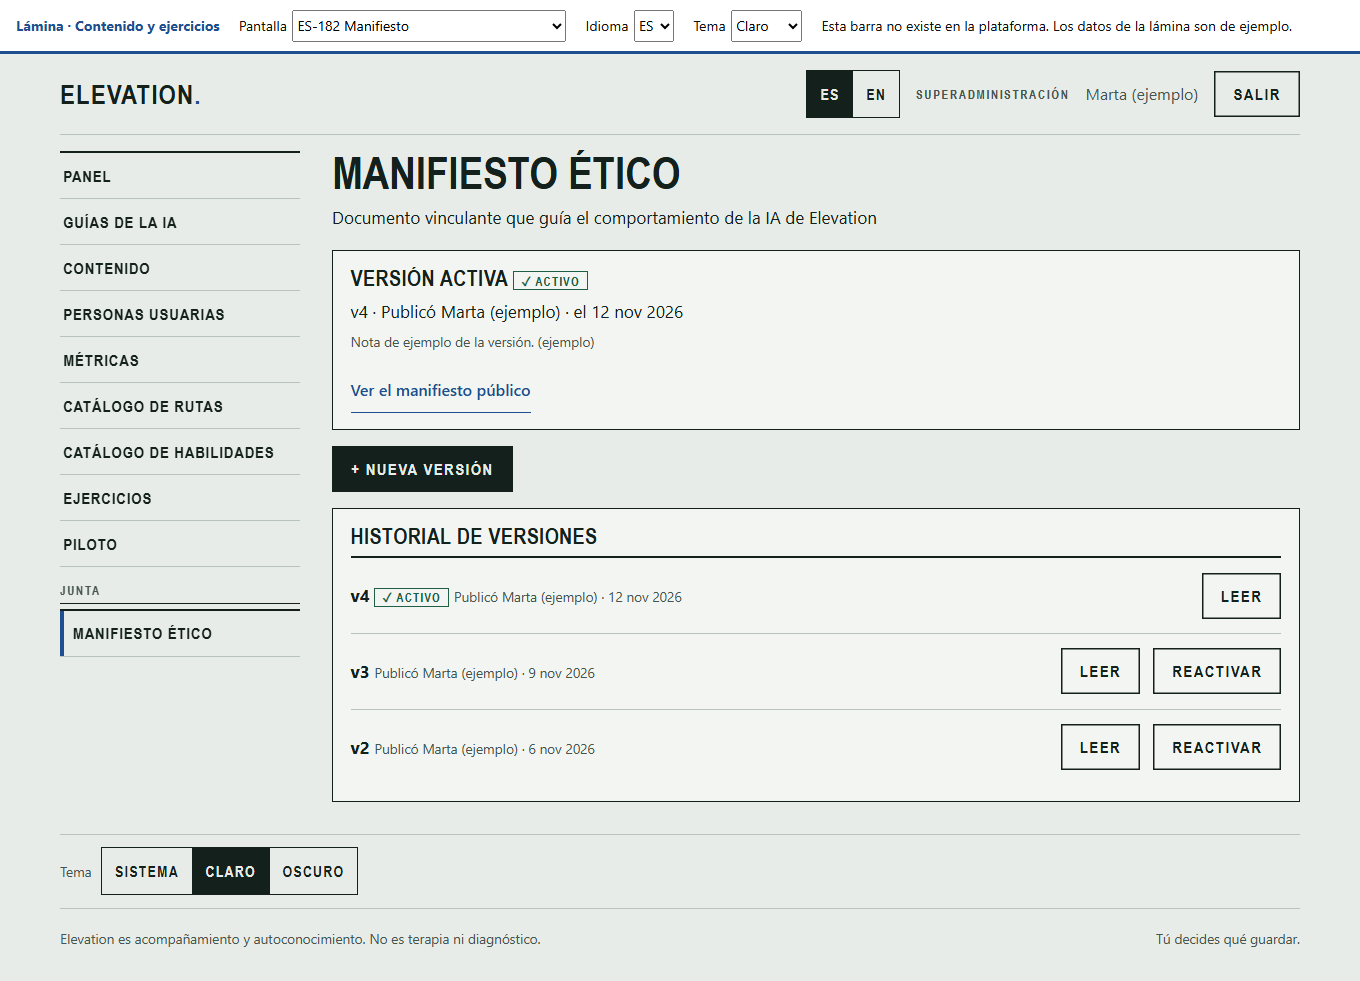 Lámina · Contenido y ejercicios Pantalla ES-182 Manifiesto Idioma ES Tema Claro Esta barra no existe en la plataforma. Los datos de la lámina son de ejemplo.
ELEVATION. ES EN SUPERADMINISTRACIÓN Marta (ejemplo) SALIR
PANEL
GUÍAS DE LA IA
CONTENIDO
PERSONAS USUARIAS
MÉTRICAS
CATÁLOGO DE RUTAS
CATÁLOGO DE HABILIDADES
EJERCICIOS
PILOTO
JUNTA
MANIFIESTO ÉTICO
MANIFIESTO ÉTICO
Documento vinculante que guía el comportamiento de la IA de Elevation
VERSIÓN ACTIVA ✓ ACTIVO
v4 · Publicó Marta (ejemplo) · el 12 nov 2026
Nota de ejemplo de la versión. (ejemplo)
Ver el manifiesto público
+ NUEVA VERSIÓN
HISTORIAL DE VERSIONES
v4 ✓ ACTIVO Publicó Marta (ejemplo) · 12 nov 2026 LEER
v3 Publicó Marta (ejemplo) · 9 nov 2026 LEER REACTIVAR
v2 Publicó Marta (ejemplo) · 6 nov 2026 LEER REACTIVAR
Tema SISTEMA CLARO OSCURO
Elevation es acompañamiento y autoconocimiento. No es terapia ni diagnóstico. Tú decides qué guardar.